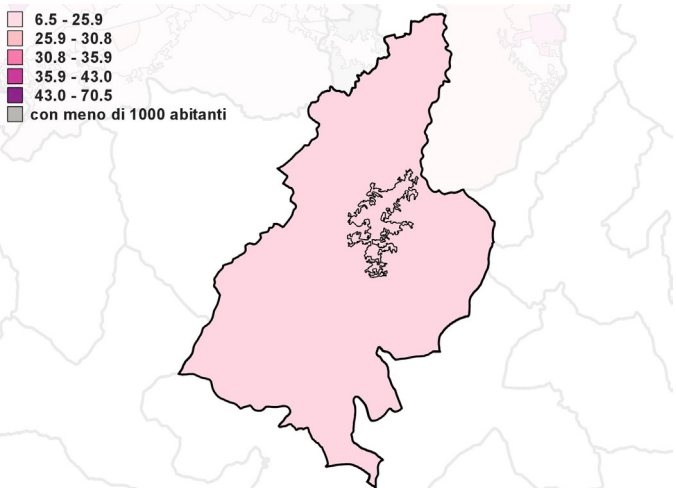 6.5 - 25.9
25.9 - 30.8
30.8 - 35.9
35.9 - 43.0
43.0 - 70.5
con meno di 1000 abitanti